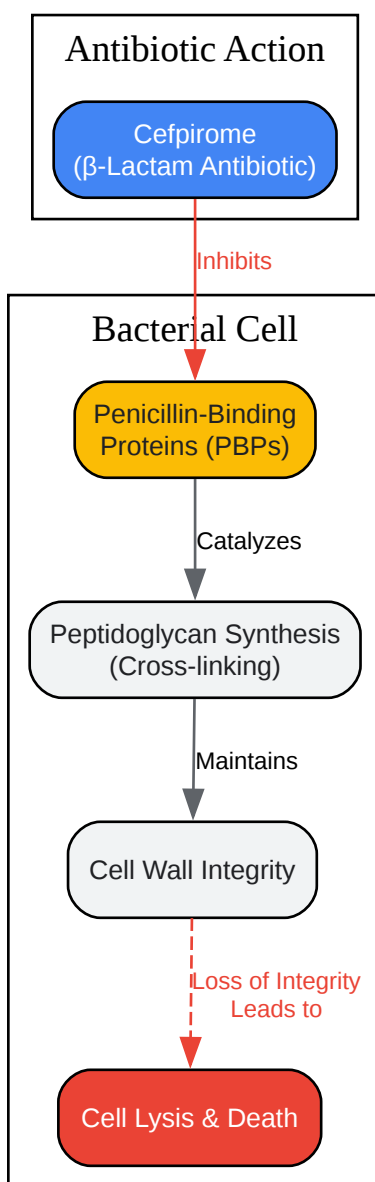 Antibiotic Action
Cefpirome
(β-Lactam Antibiotic)
Inhibits
Bacterial Cell
Penicillin-Binding
Proteins (PBPs)
Catalyzes
Peptidoglycan Synthesis
(Cross-linking)
Maintains
Cell Wall Integrity
Loss of Integrity
Leads to
Cell Lysis & Death